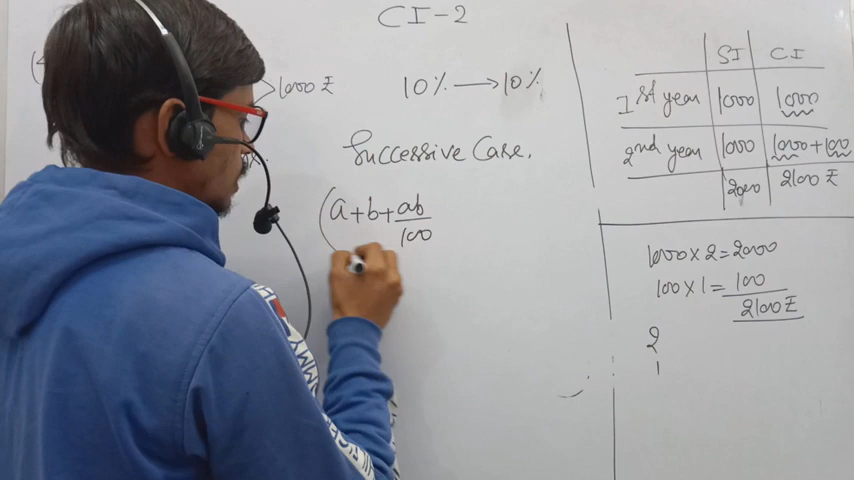 CI-2
1000 ₹
10% → 10%
Successive Case.
(a+b+ab/100
SI CI
1st year 1000 1000
2nd year 1000 1000+100
2000 2100 ₹
1000×2=2000
100×1=100
2100₹
2
1